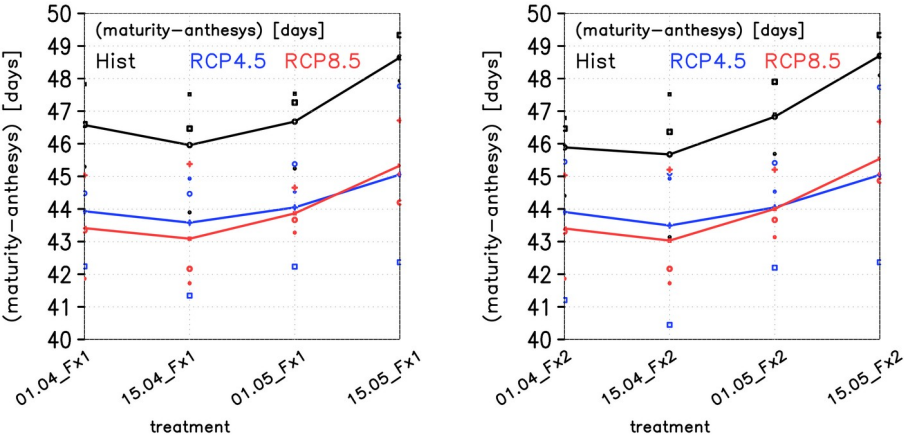 (maturity-anthesys) [days]
Hist RCP4.5 RCP8.5
(maturity-anthesys) [days]
50
49
48
47
46
45
44
43
42
41
40
01.04_Fx1 15.04_Fx1 01.05_Fx1 15.05_Fx1
treatment
(maturity-anthesys) [days]
Hist RCP4.5 RCP8.5
(maturity-anthesys) [days]
50
49
48
47
46
45
44
43
42
41
40
01.04_Fx2 15.04_Fx2 01.05_Fx2 15.05_Fx2
treatment